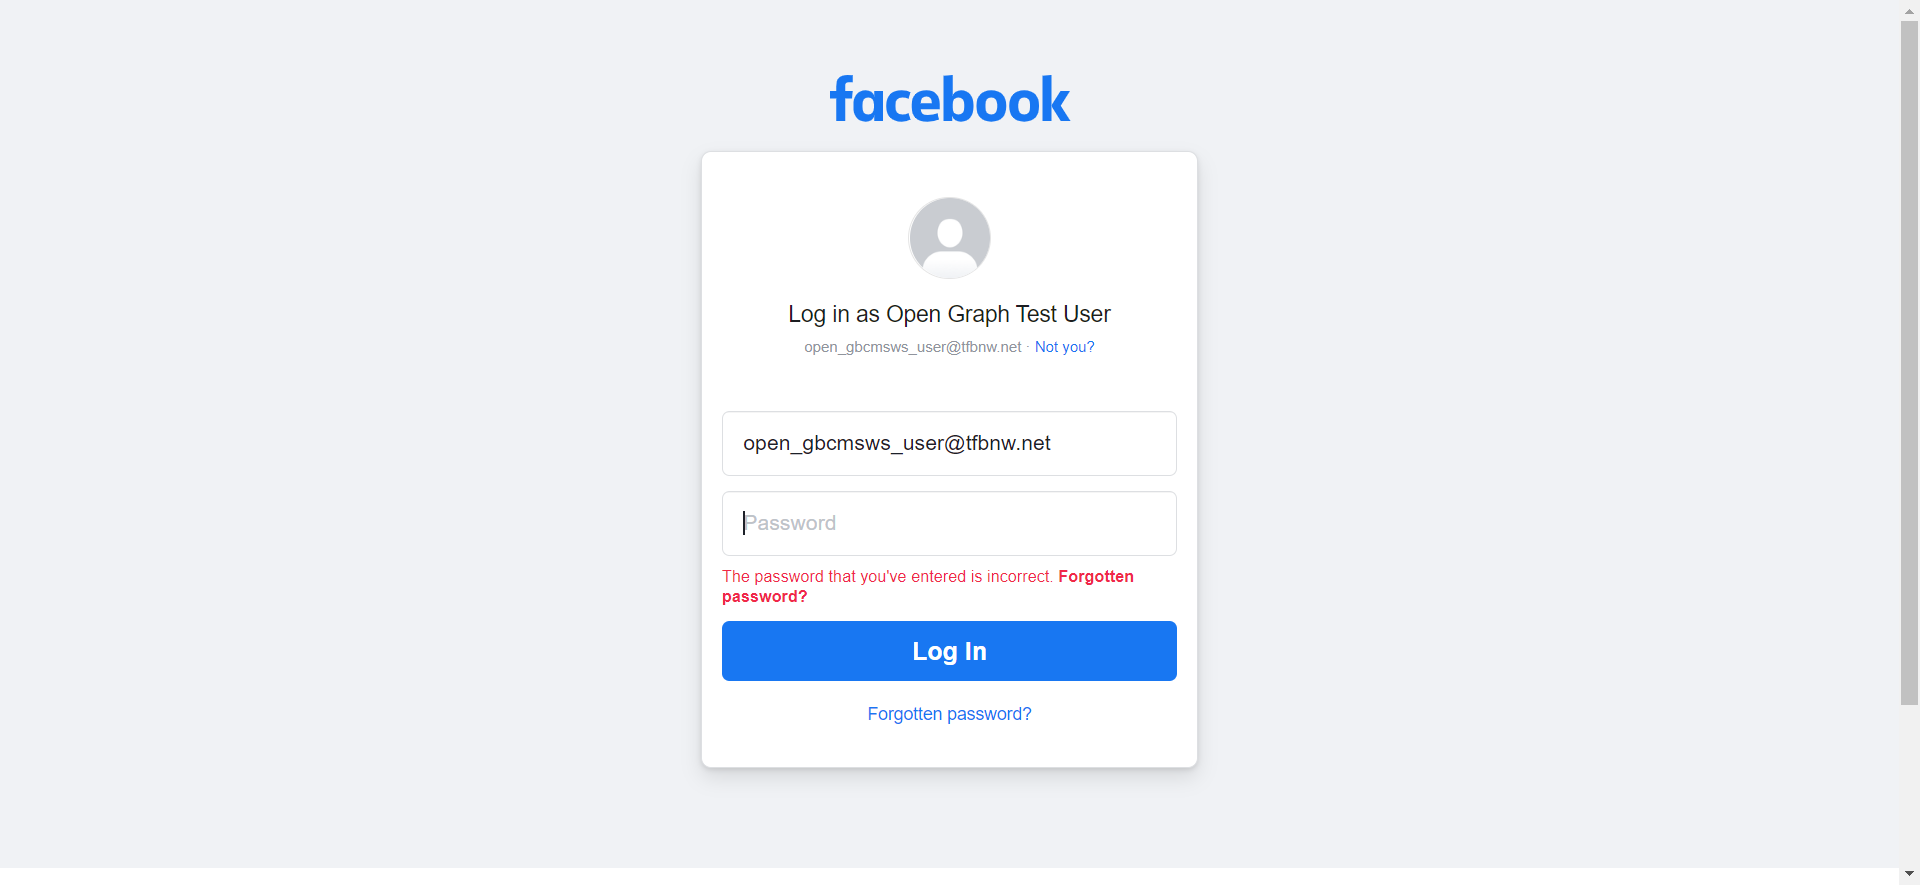 facebook
Log in as Open Graph Test User
open_gbcmsws_user@tfbnw.net · Not you?
open_gbcmsws_user@tfbnw.net
Password
The password that you've entered is incorrect. Forgotten
password?
Log In
Forgotten password?